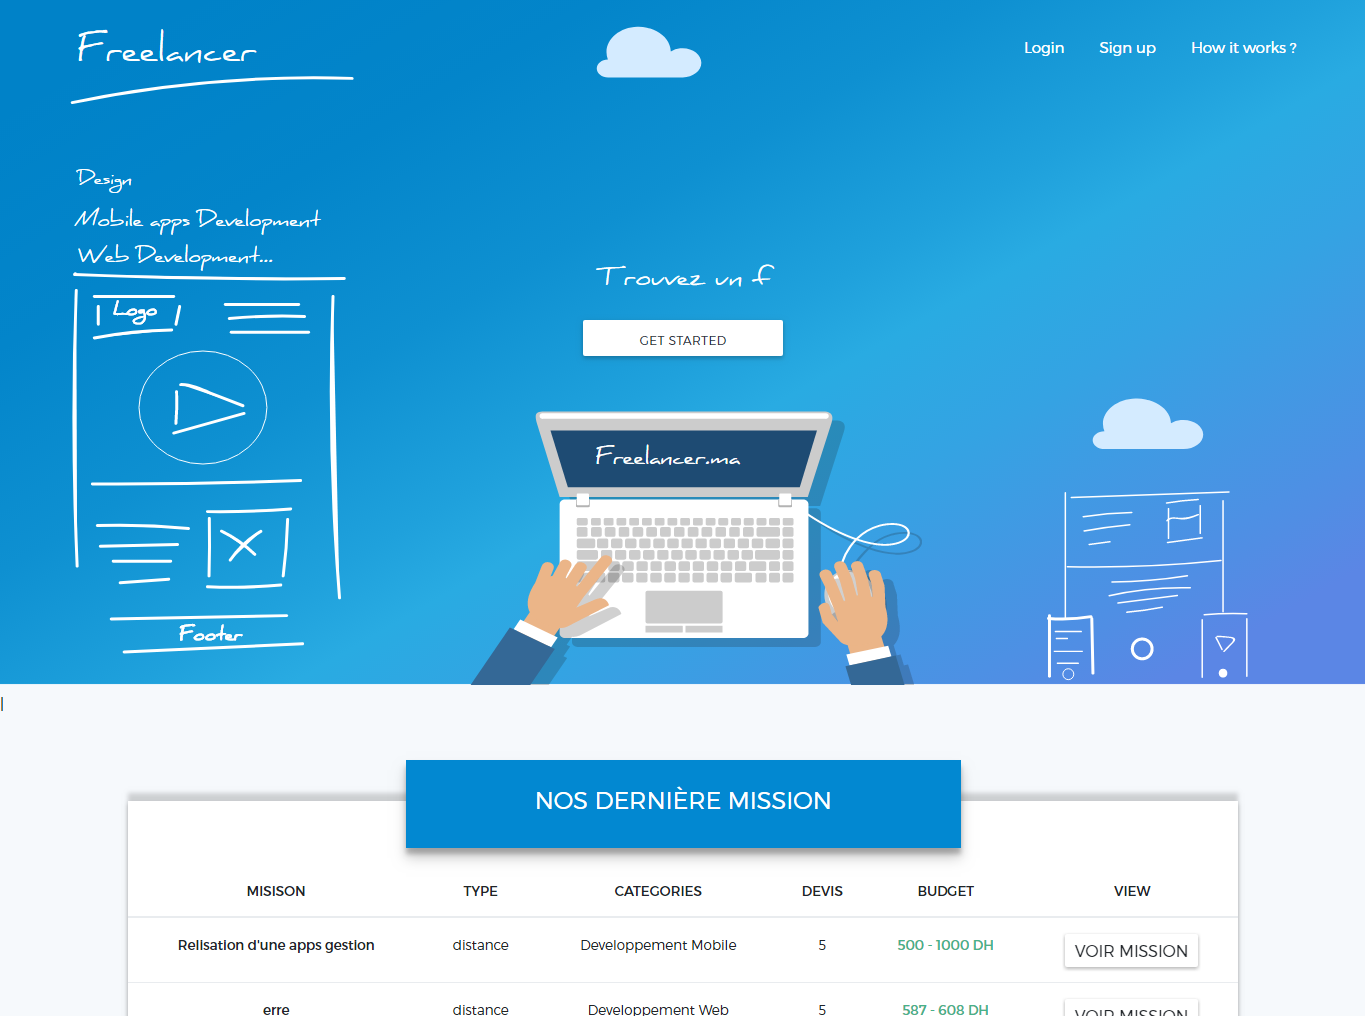 Freelancer
Login Sign up How it works ?
Design
Mobile apps Development
Web Development...
Logo
Footer
Trouvez un f
GET STARTED
Freelancer.ma
NOS DERNIÈRE MISSION
MISISON TYPE CATEGORIES DEVIS BUDGET VIEW
Relisation d'une apps gestion distance Developpement Mobile 5 500 - 1000 DH VOIR MISSION
erre distance Developpement Web 5 587 - 608 DH VOIR MISSION